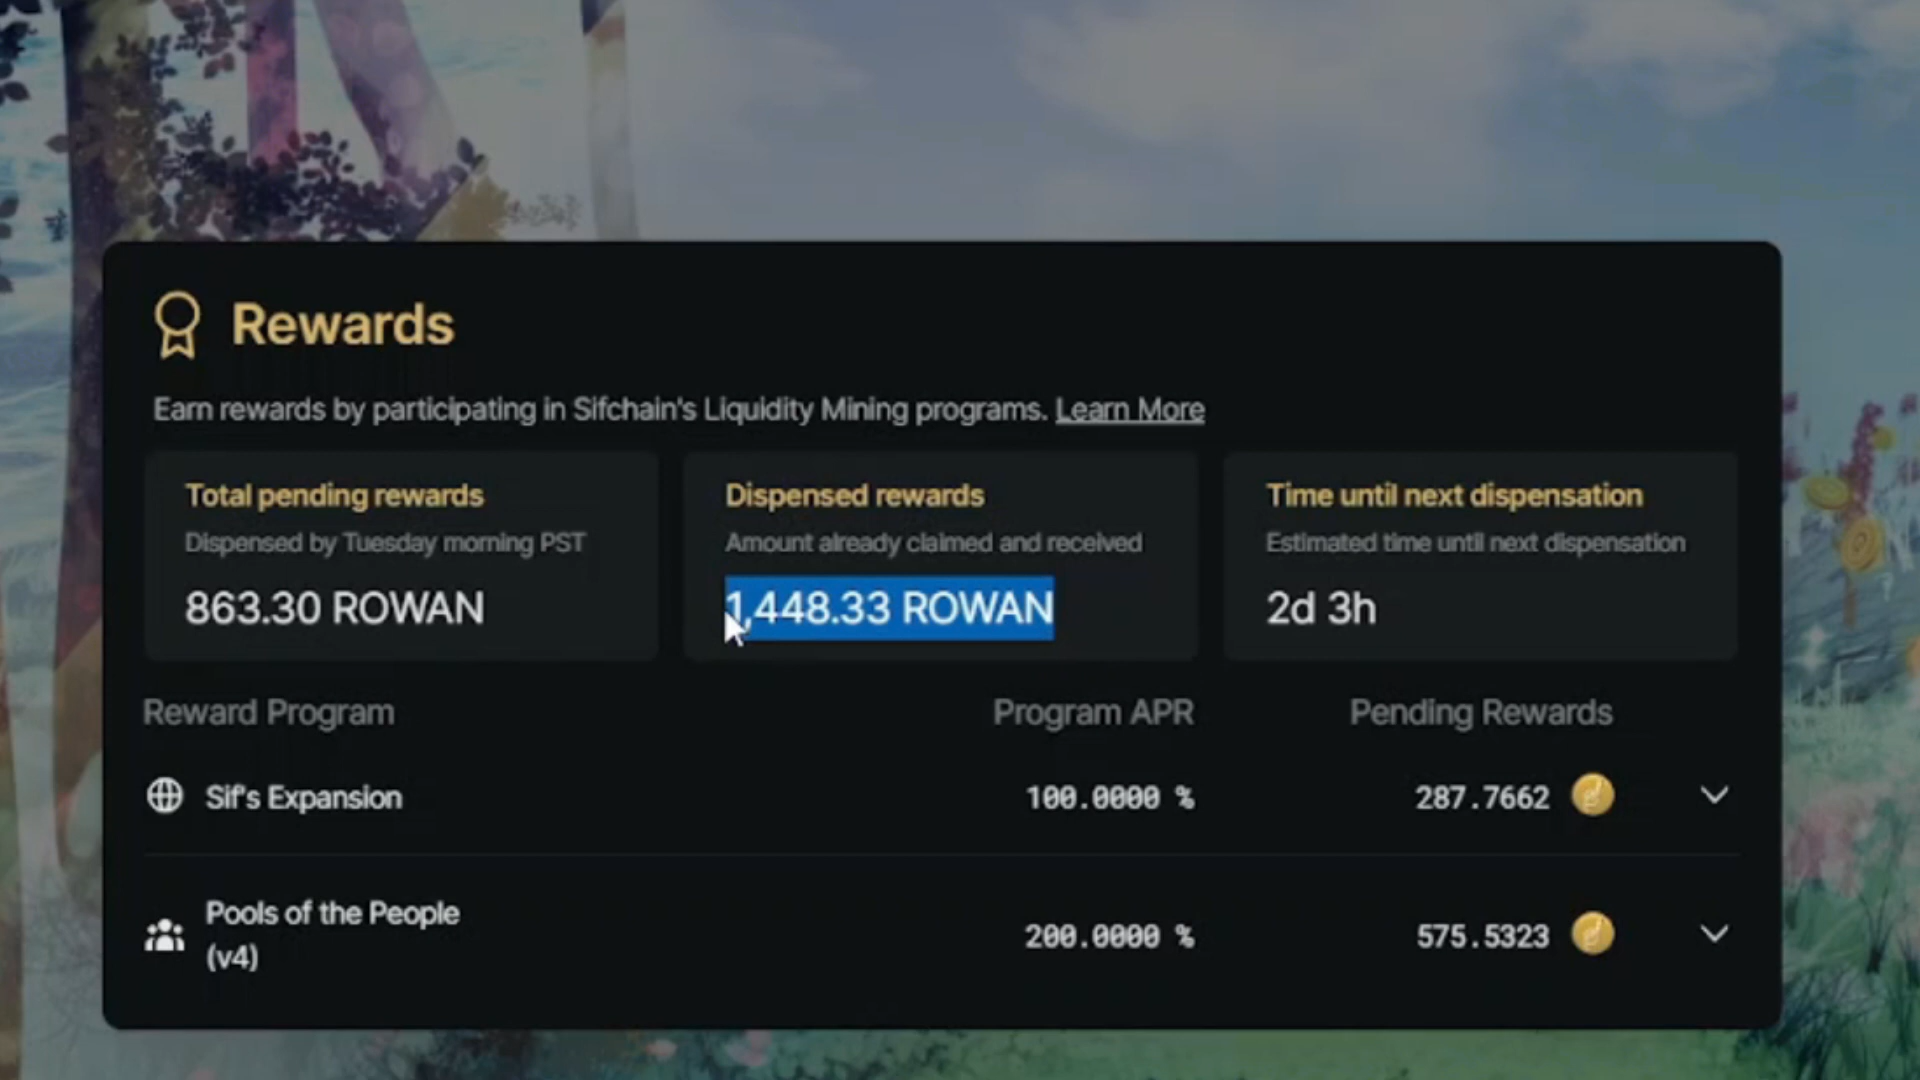 Rewards
Earn rewards by participating in Sifchain's Liquidity Mining programs. Learn More
Total pending rewards
Dispensed by Tuesday morning PST
863.30 ROWAN
Dispensed rewards
Amount already claimed and received
1,448.33 ROWAN
Time until next dispensation
Estimated time until next dispensation
2d 3h
Reward Program Program APR Pending Rewards
Sif's Expansion 100.0000 % 287.7662
Pools of the People
(v4) 200.0000 % 575.5323